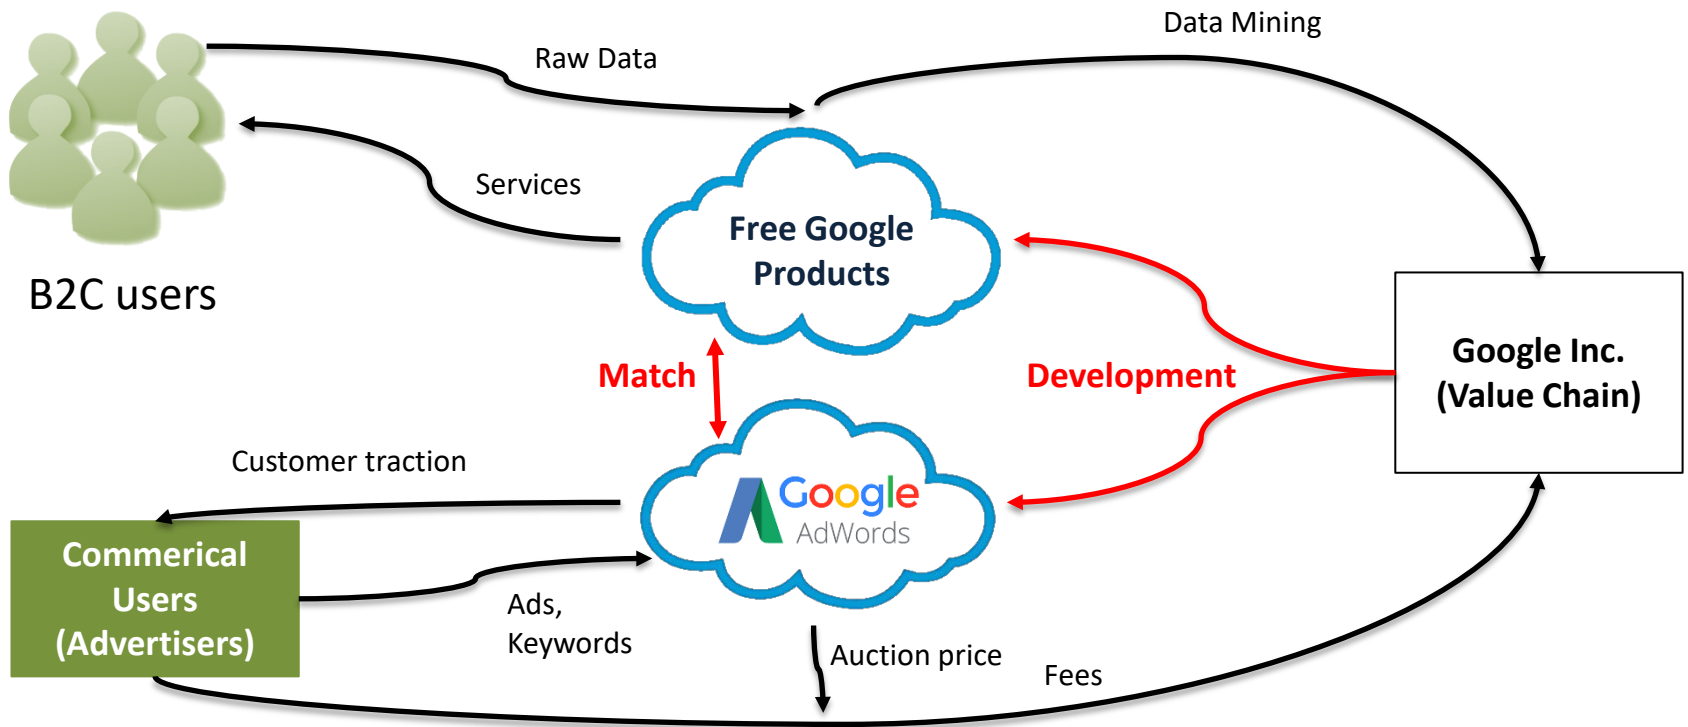 Data Mining
Raw Data
Services
Free Google
Products
B2C users
Google Inc.
(Value Chain)
Match
Development
Customer traction
Google
AdWords
Commerical
Users
(Advertisers)
Ads,
Keywords
Auction price
Fees